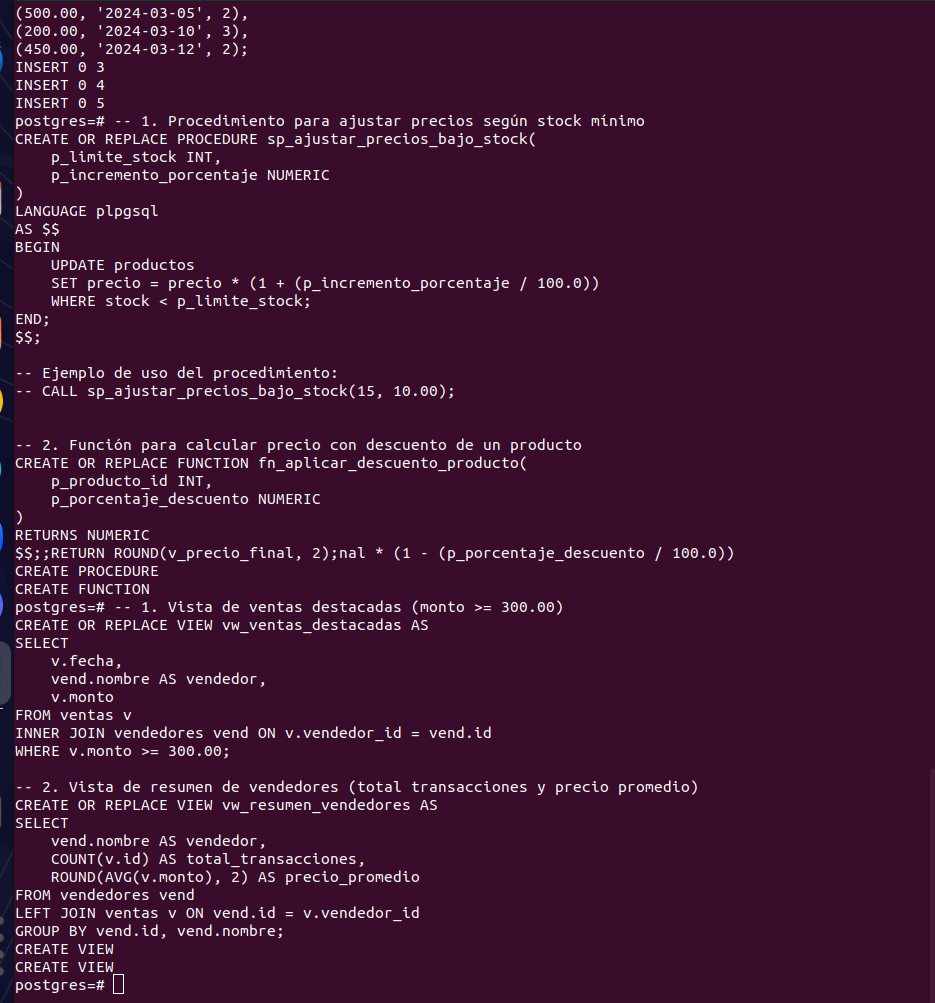 (500.00, '2024-03-05', 2),
(200.00, '2024-03-10', 3),
(450.00, '2024-03-12', 2);
INSERT 0 3
INSERT 0 4
INSERT 0 5
postgres=# -- 1. Procedimiento para ajustar precios según stock mínimo
CREATE OR REPLACE PROCEDURE sp_ajustar_precios_bajo_stock(
    p_limite_stock INT,
    p_incremento_porcentaje NUMERIC
)
LANGUAGE plpgsql
AS $$
BEGIN
    UPDATE productos
    SET precio = precio * (1 + (p_incremento_porcentaje / 100.0))
    WHERE stock < p_limite_stock;
END;
$$;

-- Ejemplo de uso del procedimiento:
-- CALL sp_ajustar_precios_bajo_stock(15, 10.00);


-- 2. Función para calcular precio con descuento de un producto
CREATE OR REPLACE FUNCTION fn_aplicar_descuento_producto(
    p_producto_id INT,
    p_porcentaje_descuento NUMERIC
)
RETURNS NUMERIC
$$;;RETURN ROUND(v_precio_final, 2);nal * (1 - (p_porcentaje_descuento / 100.0))
CREATE PROCEDURE
CREATE FUNCTION
postgres=# -- 1. Vista de ventas destacadas (monto >= 300.00)
CREATE OR REPLACE VIEW vw_ventas_destacadas AS
SELECT
    v.fecha,
    vend.nombre AS vendedor,
    v.monto
FROM ventas v
INNER JOIN vendedores vend ON v.vendedor_id = vend.id
WHERE v.monto >= 300.00;

-- 2. Vista de resumen de vendedores (total transacciones y precio promedio)
CREATE OR REPLACE VIEW vw_resumen_vendedores AS
SELECT
    vend.nombre AS vendedor,
    COUNT(v.id) AS total_transacciones,
    ROUND(AVG(v.monto), 2) AS precio_promedio
FROM vendedores vend
LEFT JOIN ventas v ON vend.id = v.vendedor_id
GROUP BY vend.id, vend.nombre;
CREATE VIEW
CREATE VIEW
postgres=#